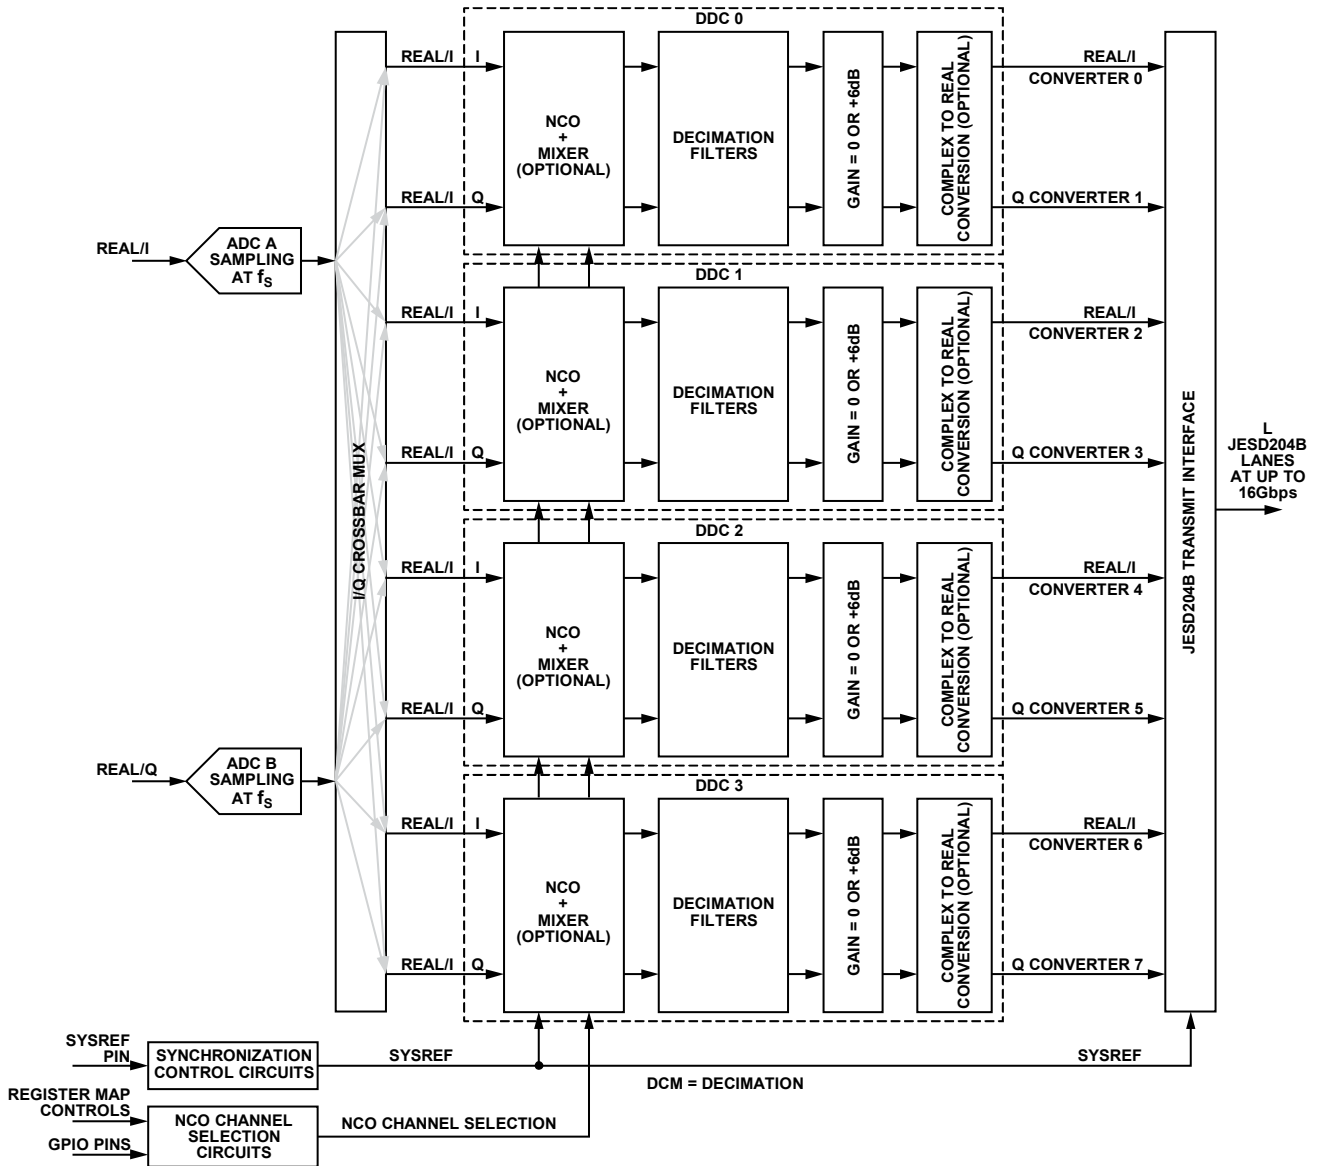 DDC 0
REAL/I I
REAL/I Q
NCO
+
MIXER
(OPTIONAL)
DECIMATION
FILTERS
GAIN = 0 OR +6dB
COMPLEX TO REAL
CONVERSION (OPTIONAL)
REAL/I
CONVERTER 0
Q CONVERTER 1
REAL/I
ADC A
SAMPLING
AT fS
DDC 1
REAL/I I
REAL/I Q
NCO
+
MIXER
(OPTIONAL)
DECIMATION
FILTERS
GAIN = 0 OR +6dB
COMPLEX TO REAL
CONVERSION (OPTIONAL)
REAL/I
CONVERTER 2
Q CONVERTER 3
I/Q CROSSBAR MUX
JESD204B TRANSMIT INTERFACE
L
JESD204B
LANES
AT UP TO
16Gbps
DDC 2
REAL/I I
REAL/I Q
NCO
+
MIXER
(OPTIONAL)
DECIMATION
FILTERS
GAIN = 0 OR +6dB
COMPLEX TO REAL
CONVERSION (OPTIONAL)
REAL/I
CONVERTER 4
Q CONVERTER 5
REAL/Q
ADC B
SAMPLING
AT fS
DDC 3
REAL/I I
REAL/I Q
NCO
+
MIXER
(OPTIONAL)
DECIMATION
FILTERS
GAIN = 0 OR +6dB
COMPLEX TO REAL
CONVERSION (OPTIONAL)
REAL/I
CONVERTER 6
Q CONVERTER 7
SYSREF
PIN
SYNCHRONIZATION
CONTROL CIRCUITS
SYSREF
SYSREF
DCM = DECIMATION
REGISTER MAP
CONTROLS
GPIO PINS
NCO CHANNEL
SELECTION
CIRCUITS
NCO CHANNEL SELECTION